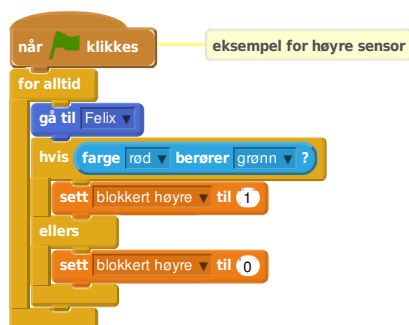 når klikkes eksempel for høyre sensor
for alltid
gå til Felix
hvis farge rød berører grønn ?
sett blokkert høyre til 1
ellers
sett blokkert høyre til 0